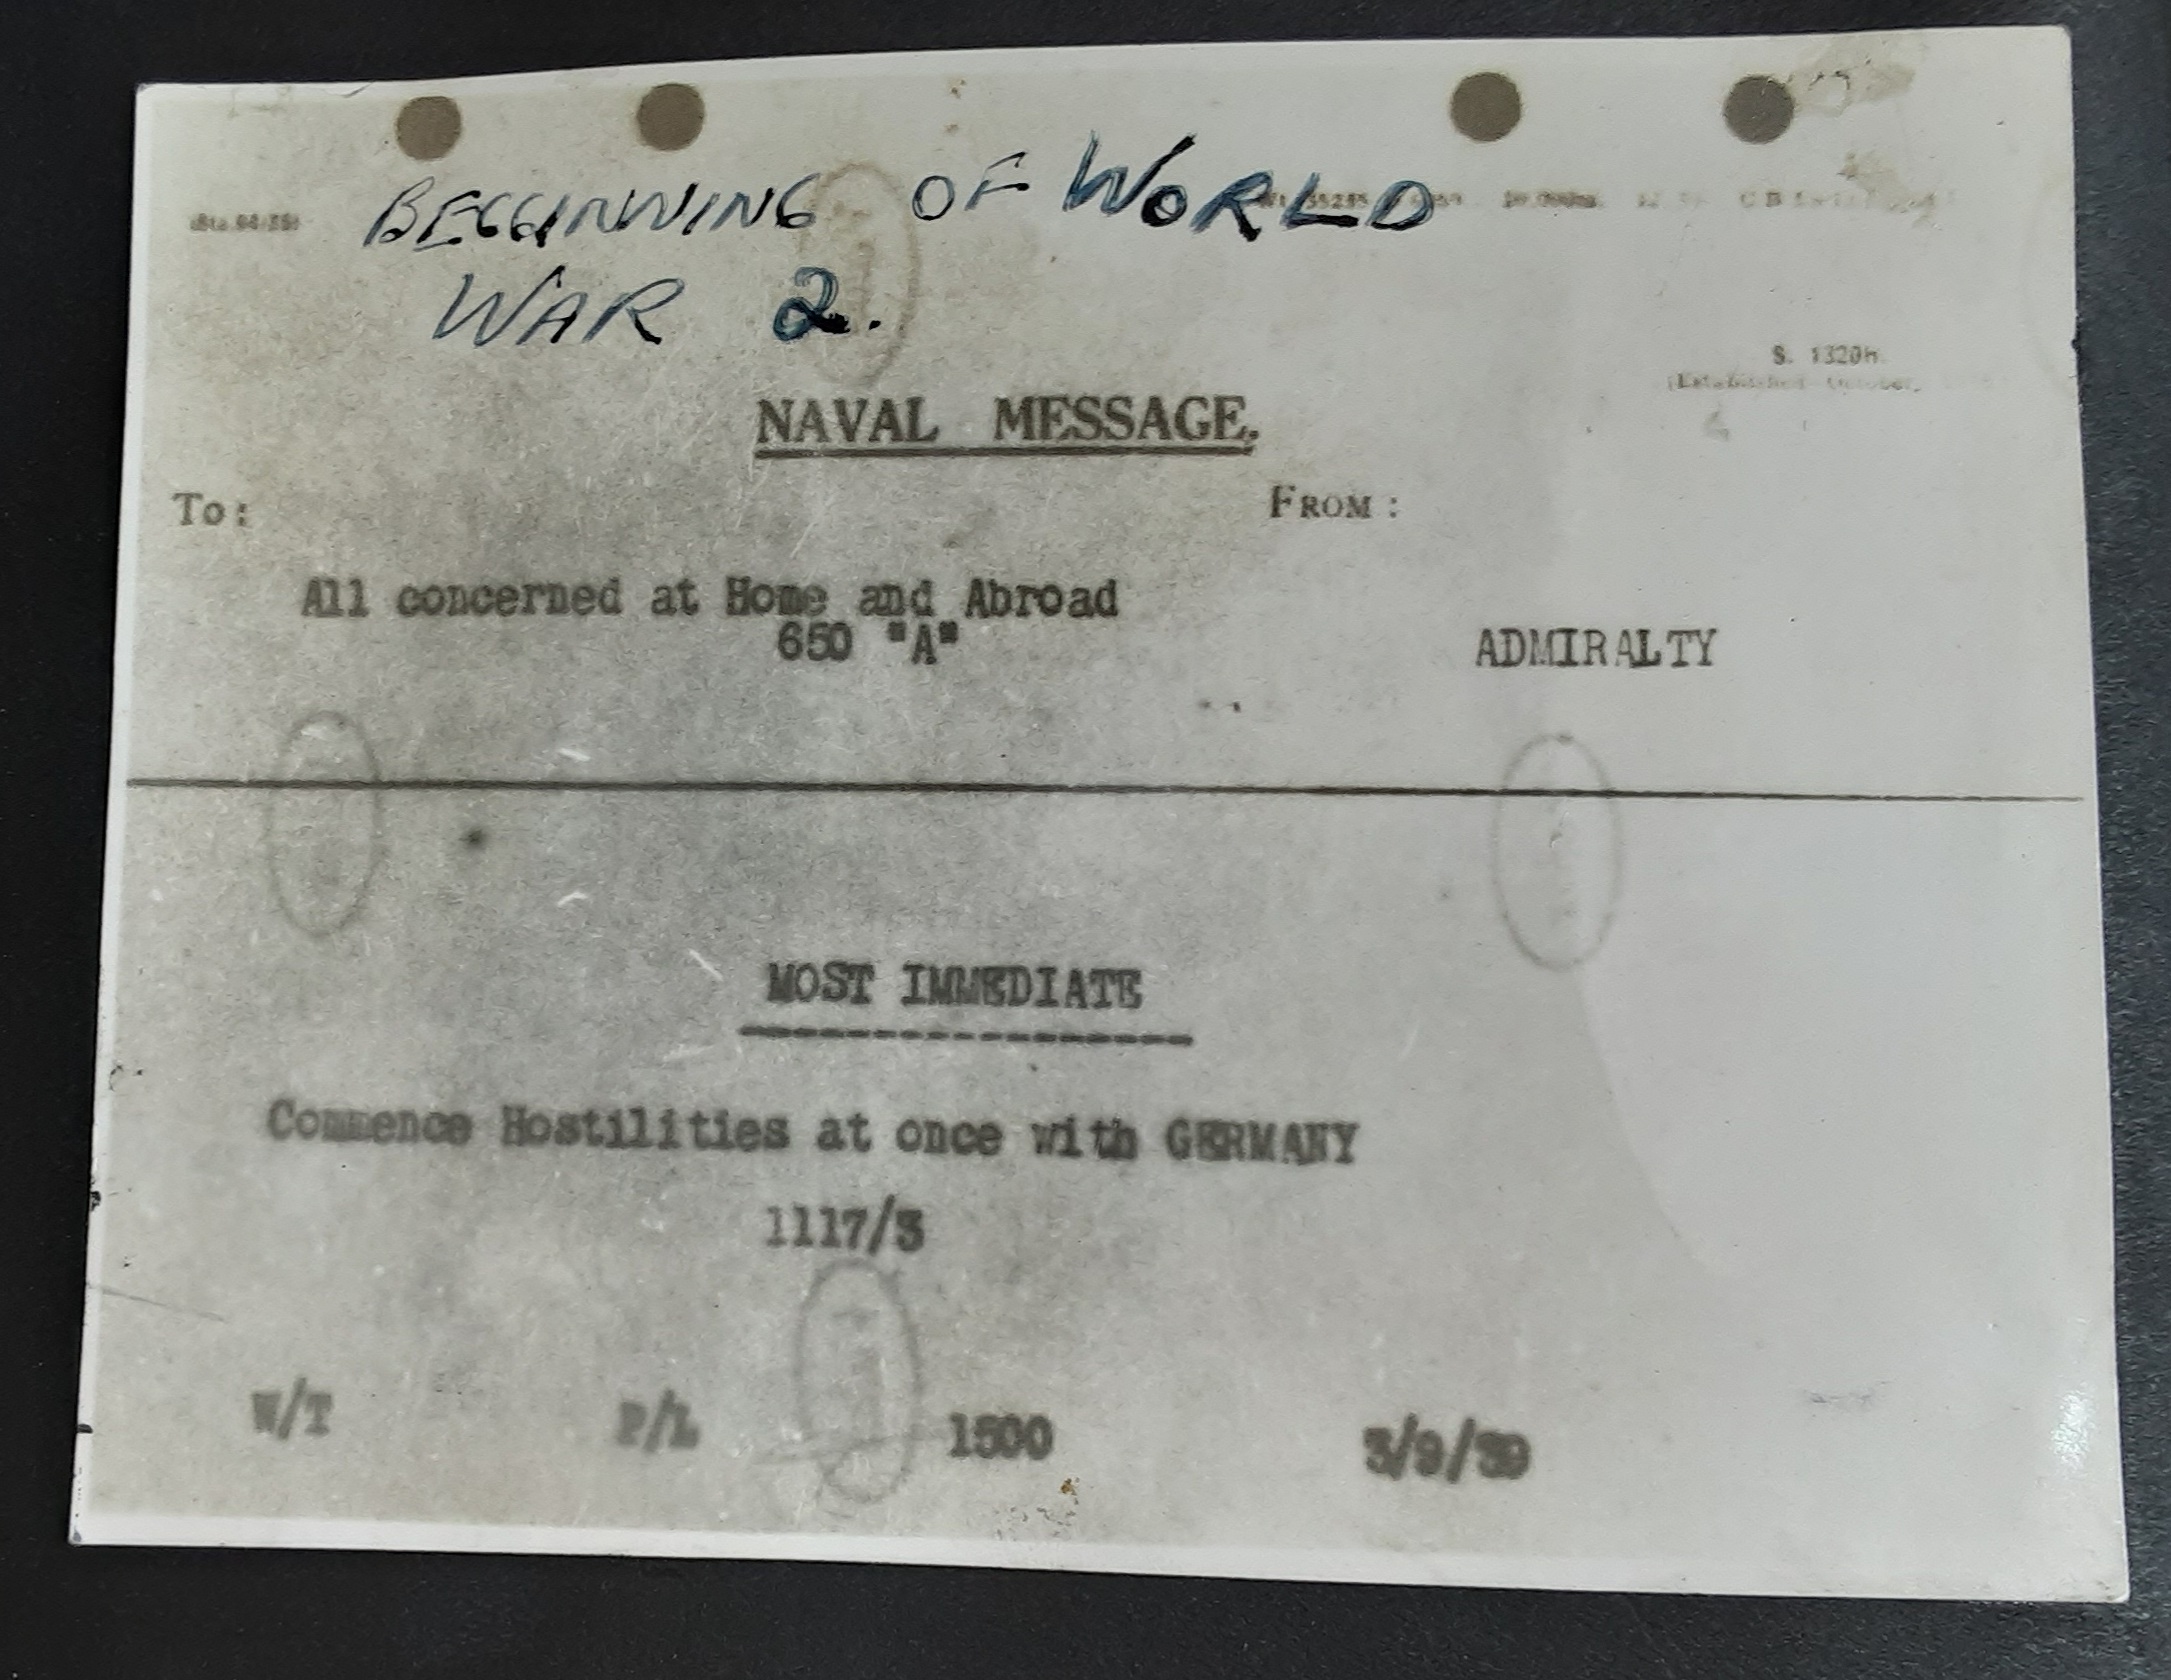 BEGGINNING OF WORLD
WAR 2.
S. 1320h.
NAVAL MESSAGE.
To:
FROM:
All concerned at Home and Abroad
650 "A"
ADMIRALTY
MOST IMMEDIATE
Commence Hostilities at once with GERMANY
1117/3
W/T P/L 1500 3/9/39